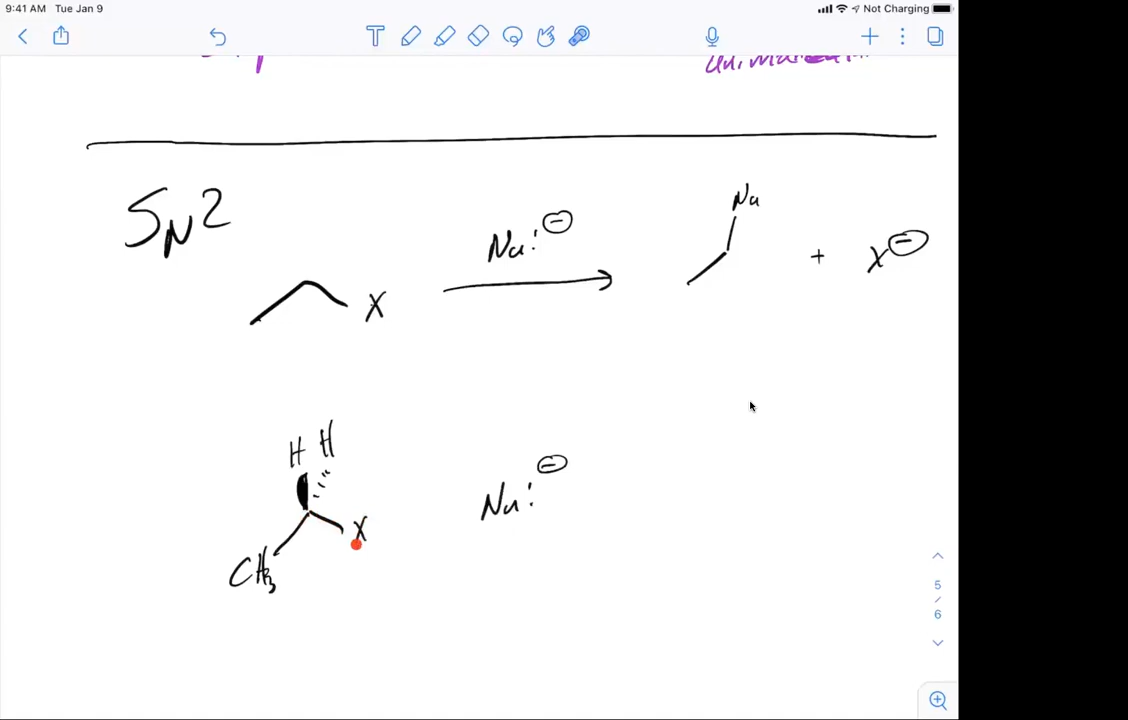 9:41 AM Tue Jan 9
Not Charging
SN2
Nu:⊖
Nu
X
+ X⊖
H H
Nu:⊖
X
CH3
5
/
6